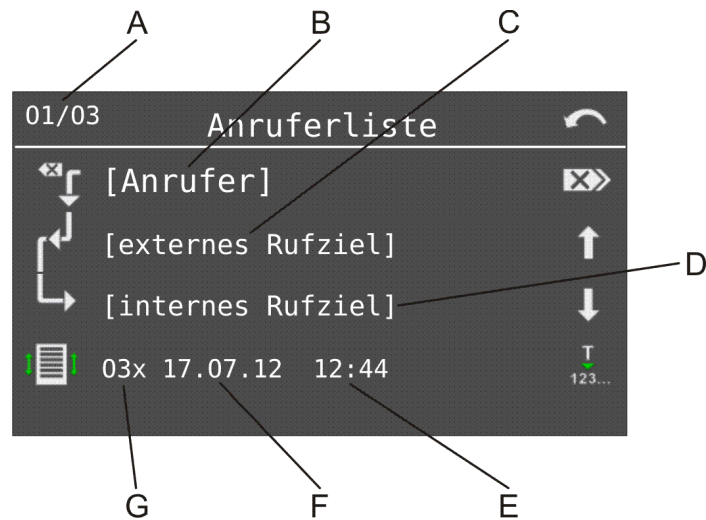 A B C
01/03 Anruferliste
[Anrufer]
[externes Rufziel]
D
[internes Rufziel]
T
03x 17.07.12 12:44
123...
G F E